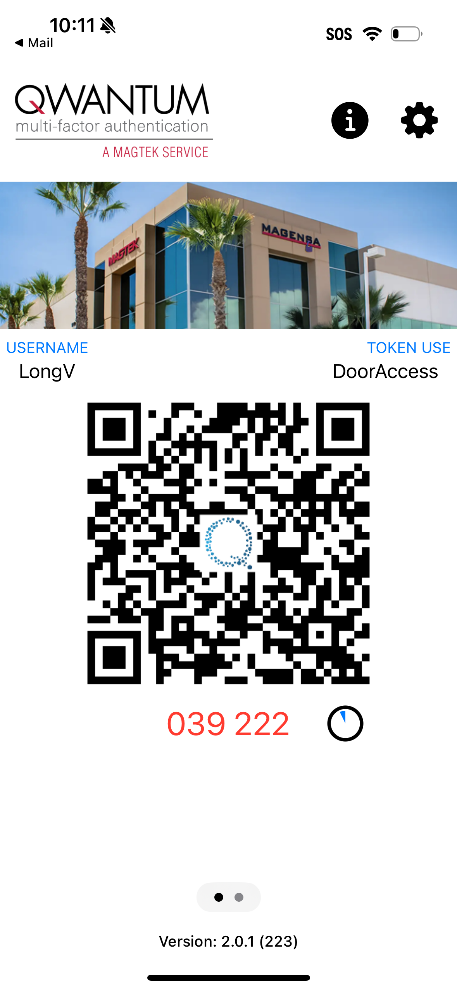 10:11
SOS
◀ Mail
QWANTUM
multi-factor authentication
A MAGTEK SERVICE
MAGTEK
MAGENSA
USERNAME
TOKEN USE
LongV
DoorAccess
039 222
Version: 2.0.1 (223)